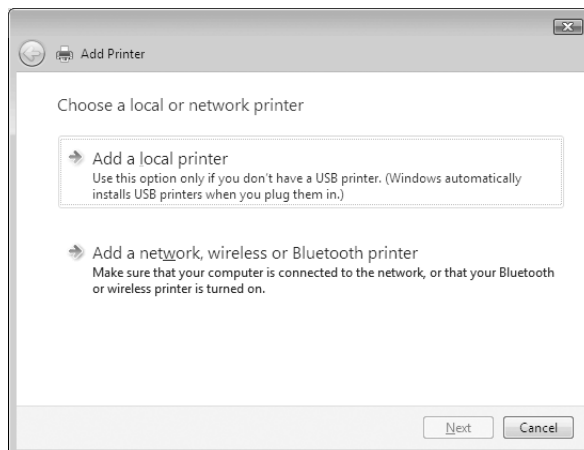 Add Printer
Choose a local or network printer
Add a local printer
Use this option only if you don't have a USB printer. (Windows automatically
installs USB printers when you plug them in.)
Add a network, wireless or Bluetooth printer
Make sure that your computer is connected to the network, or that your Bluetooth
or wireless printer is turned on.
Next Cancel